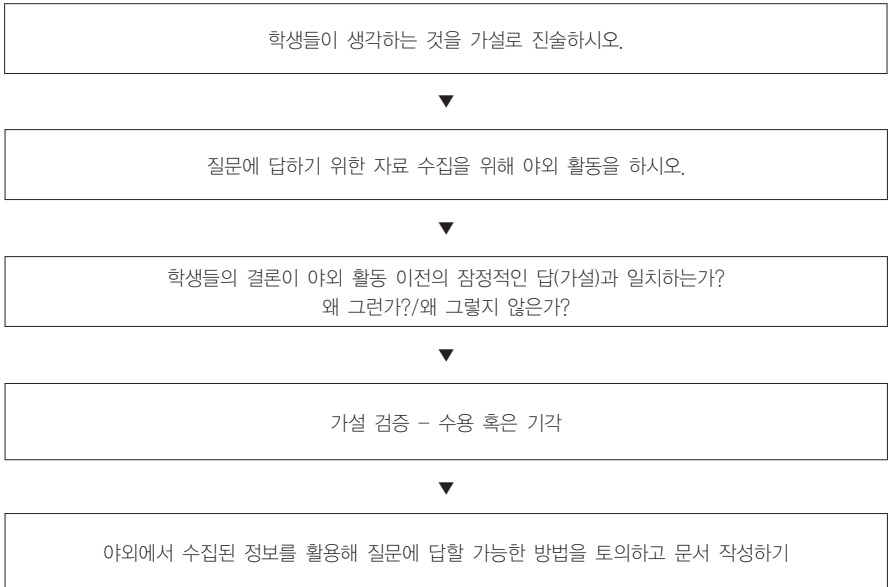 학생들이 생각하는 것을 가설로 진술하시오.
▼
질문에 답하기 위한 자료 수집을 위해 야외 활동을 하시오.
▼
학생들의 결론이 야외 활동 이전의 잠정적인 답(가설)과 일치하는가?
왜 그런가?/왜 그렇지 않은가?
▼
가설 검증 – 수용 혹은 기각
▼
야외에서 수집된 정보를 활용해 질문에 답할 가능한 방법을 토의하고 문서 작성하기